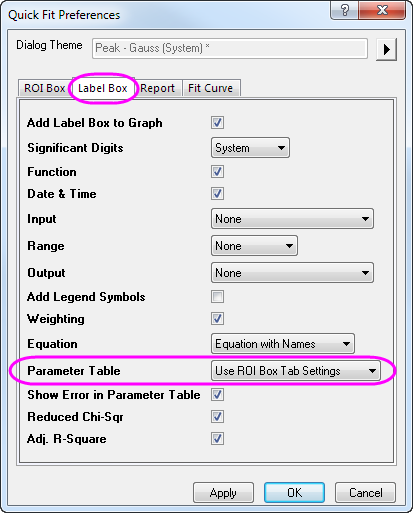 Quick Fit Preferences
Dialog Theme Peak - Gauss (System) *
ROI Box Label Box Report Fit Curve
Add Label Box to Graph
Significant Digits System
Function
Date & Time
Input None
Range None
Output None
Add Legend Symbols
Weighting
Equation Equation with Names
Parameter Table Use ROI Box Tab Settings
Show Error in Parameter Table
Reduced Chi-Sqr
Adj. R-Square
Apply OK Cancel